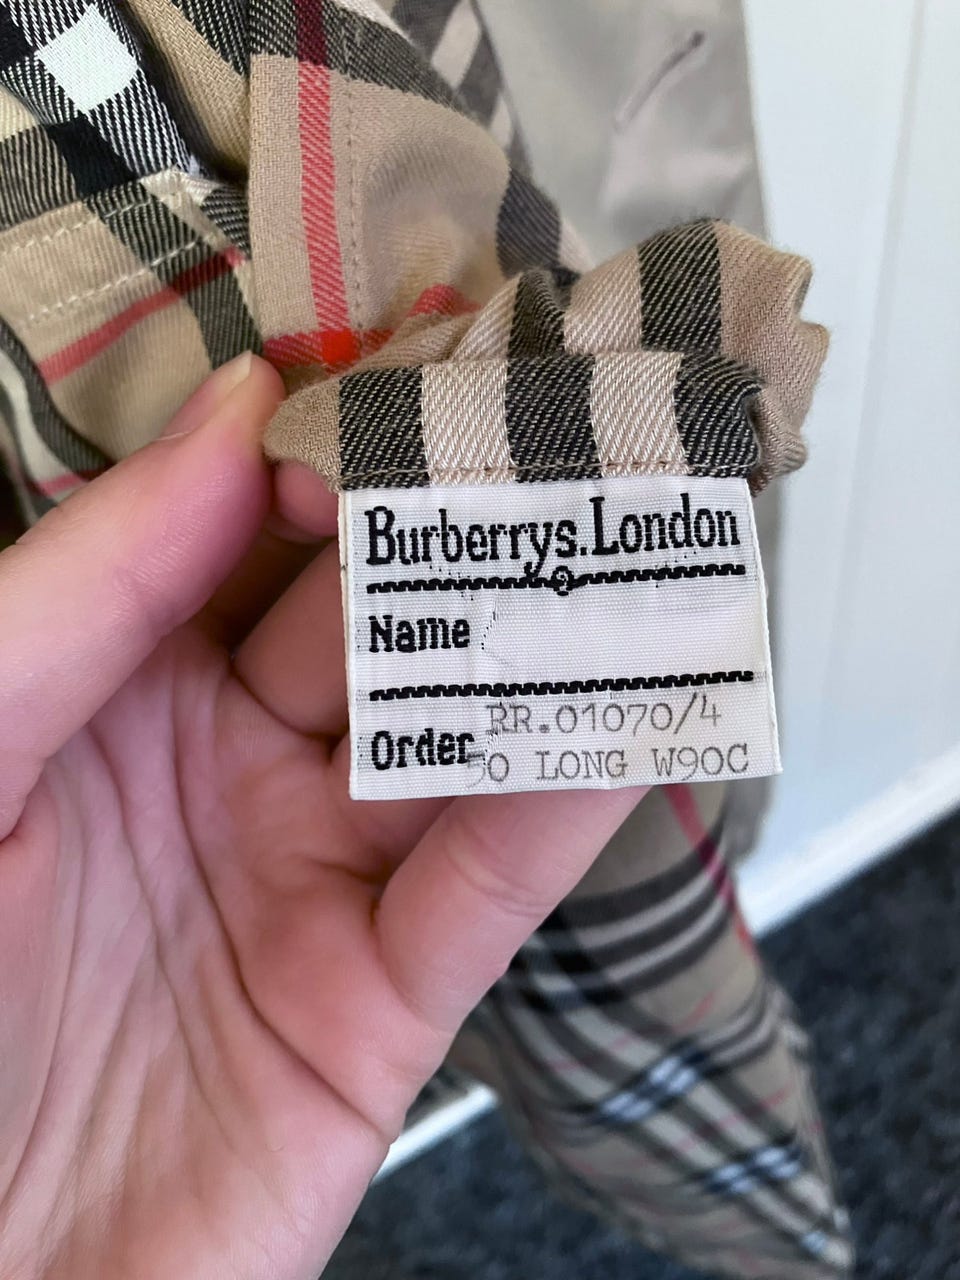 Burberrys.London
Name
Order RR.01070/4
50 LONG W90C